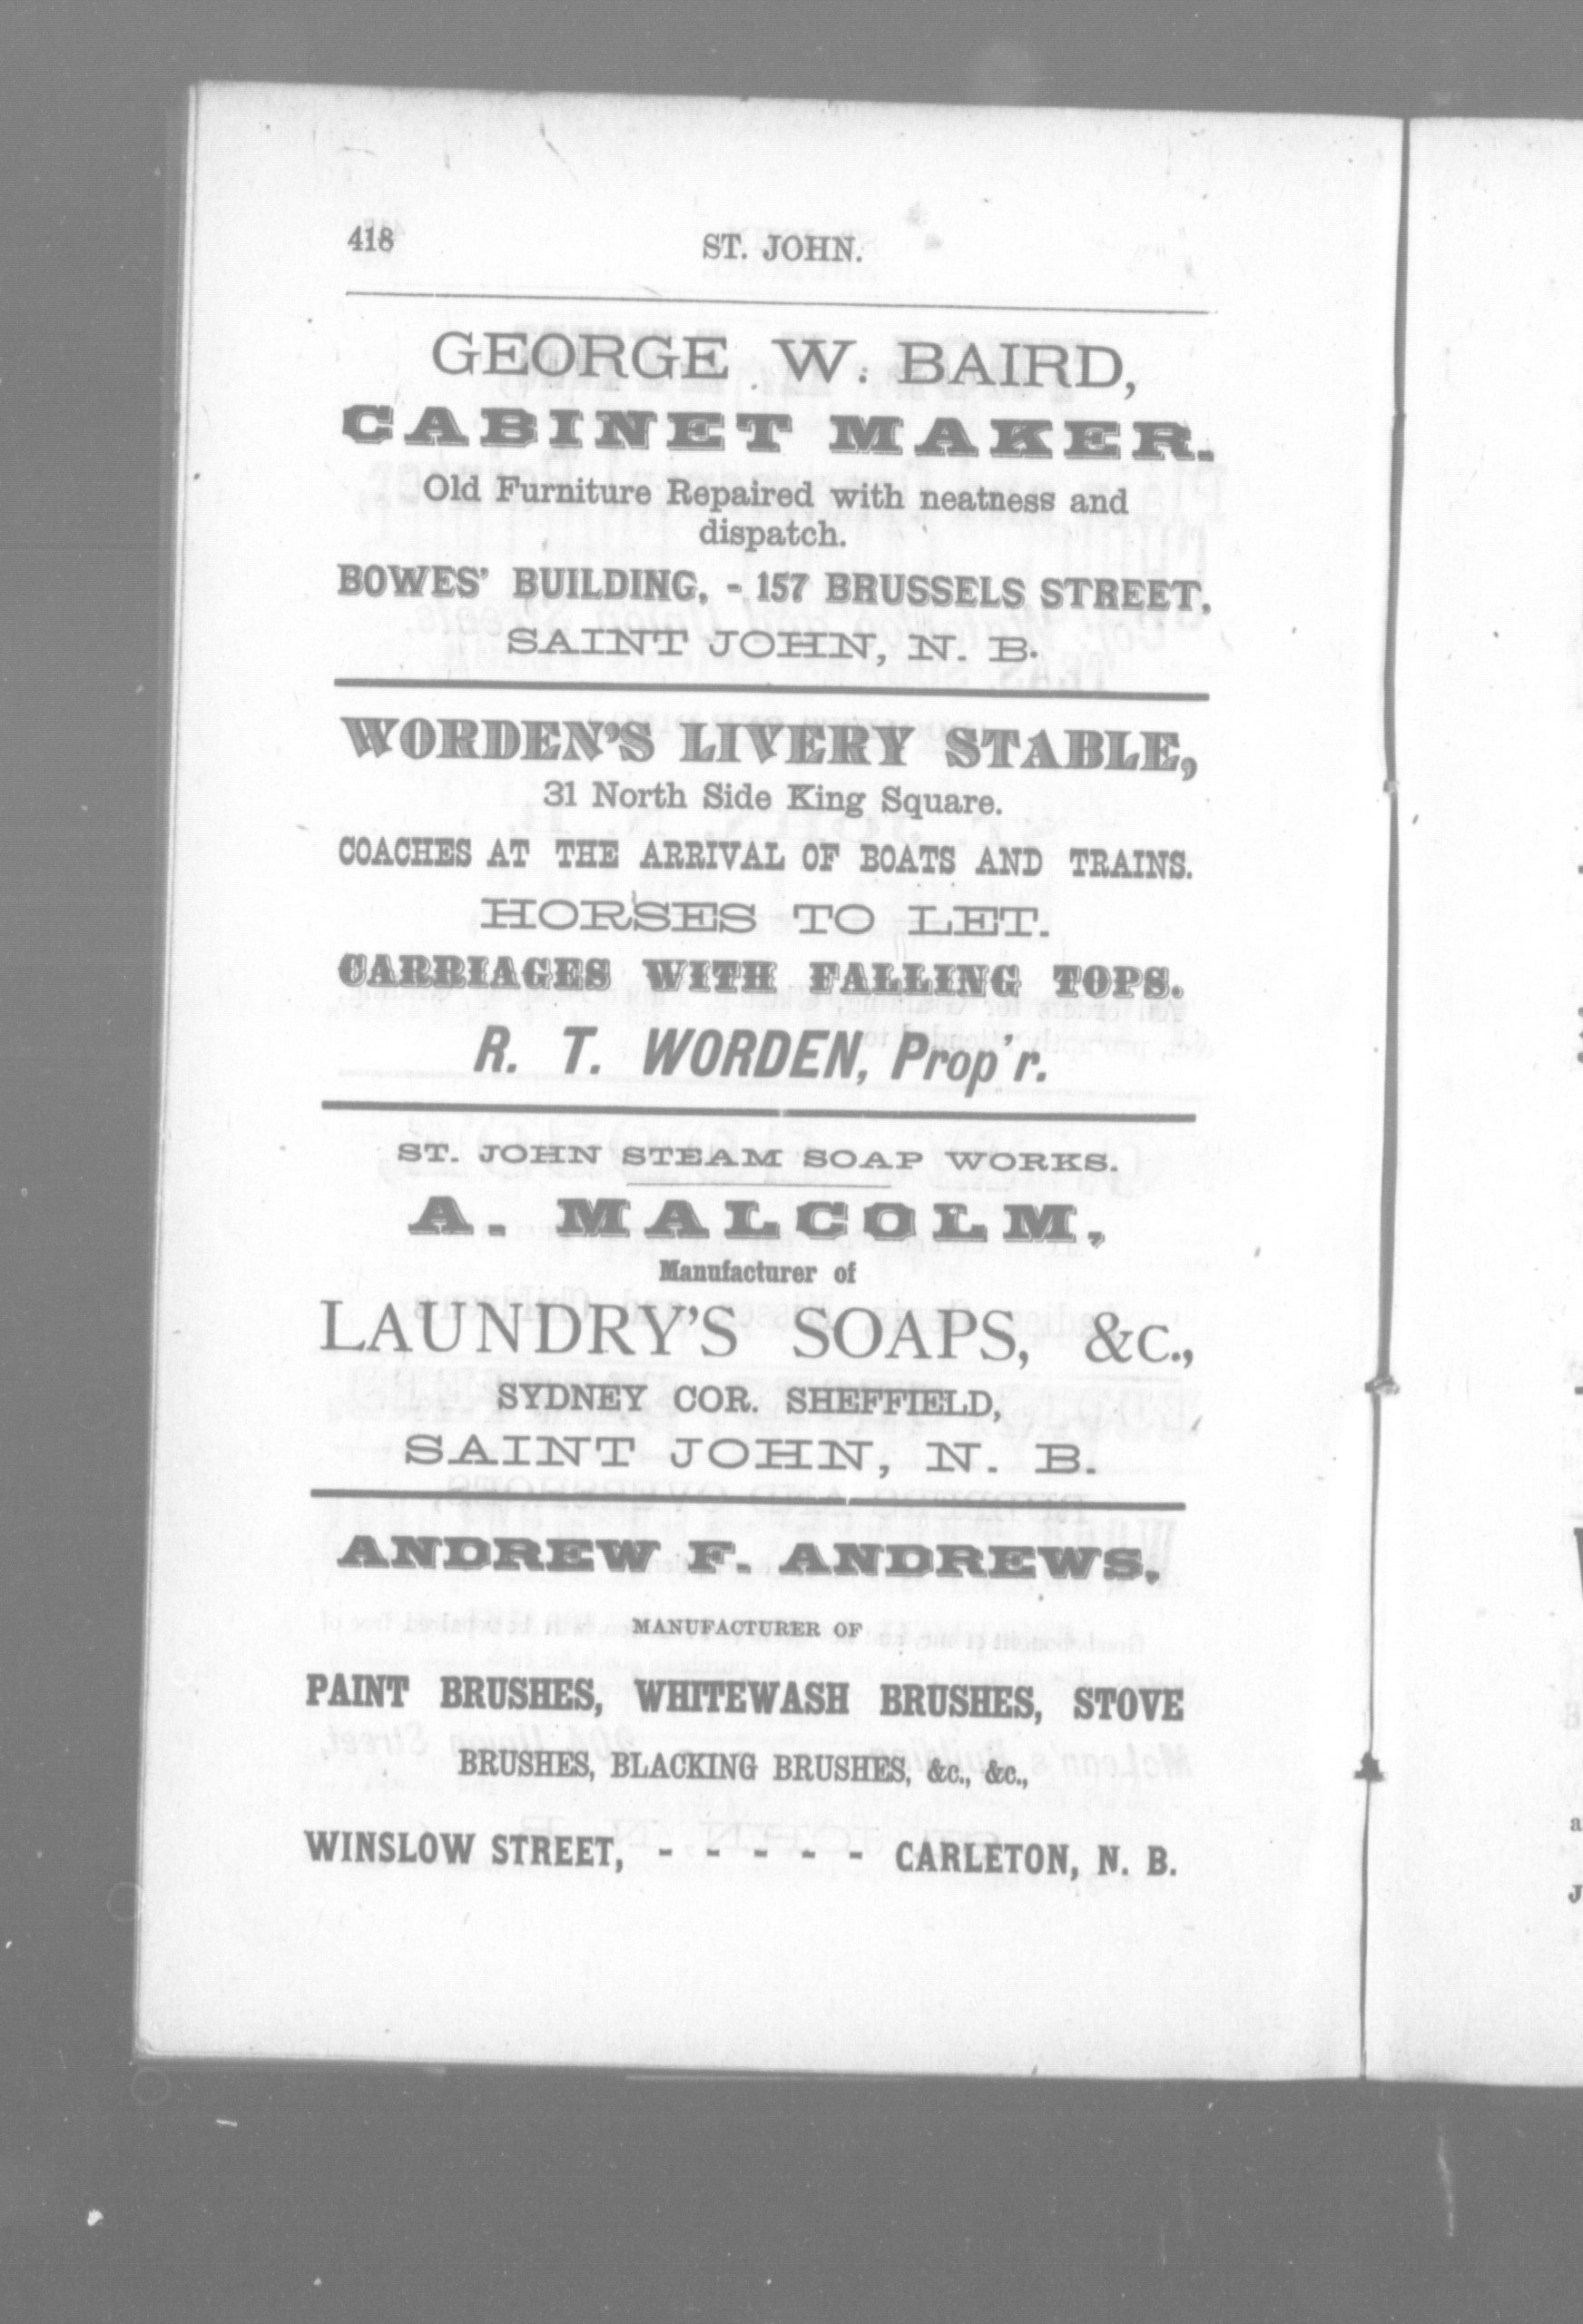 418
ST. JOHN.
GEORGE W. BAIRD,
CABINET MAKER.
Old Furniture Repaired with neatness and
dispatch.
BOWES' BUILDING, - 157 BRUSSELS STREET,
SAINT JOHN, N. B.
WORDEN'S LIVERY STABLE,
31 North Side King Square.
COACHES AT THE ARRIVAL OF BOATS AND TRAINS.
HORSES TO LET.
CARRIAGES WITH FALLING TOPS.
R. T. WORDEN, Prop'r.
ST. JOHN STEAM SOAP WORKS.
A. MALCOLM,
Manufacturer of
LAUNDRY'S SOAPS, &c.,
SYDNEY COR. SHEFFIELD,
SAINT JOHN, N. B.
ANDREW F. ANDREWS,
MANUFACTURER OF
PAINT BRUSHES, WHITEWASH BRUSHES, STOVE
BRUSHES, BLACKING BRUSHES, &c., &c.,
WINSLOW STREET, - - - - - CARLETON, N. B.